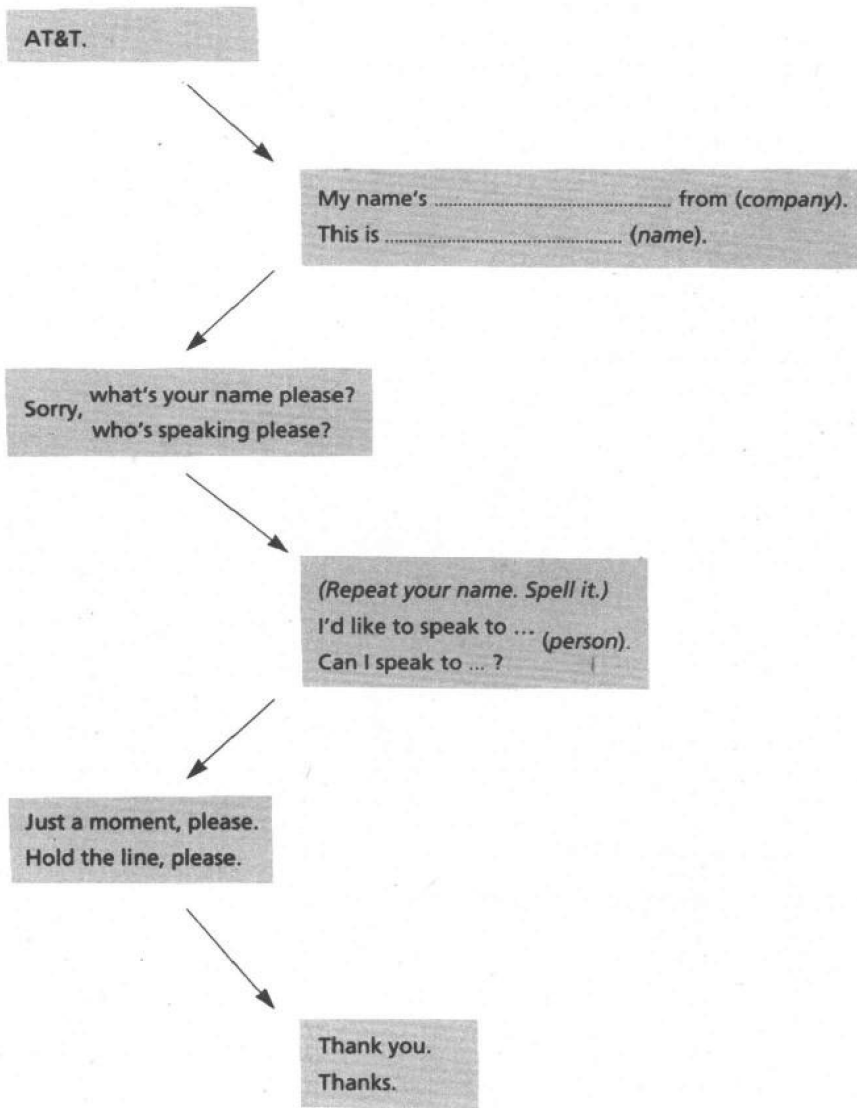 AT&T.
My name's ............................................... from (company).
This is ............................................... (name).
Sorry, what's your name please?
who's speaking please?
(Repeat your name. Spell it.)
I'd like to speak to ... (person).
Can I speak to ... ?
Just a moment, please.
Hold the line, please.
Thank you.
Thanks.